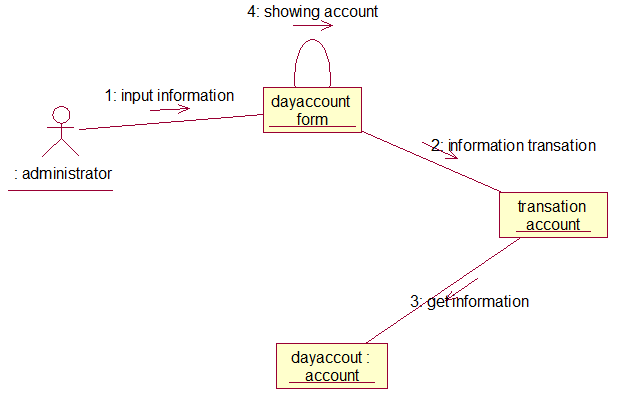 4: showing account
1: input information
dayaccount
form
2: information transation
: administrator
transation
account
3: get information
dayaccout :
account